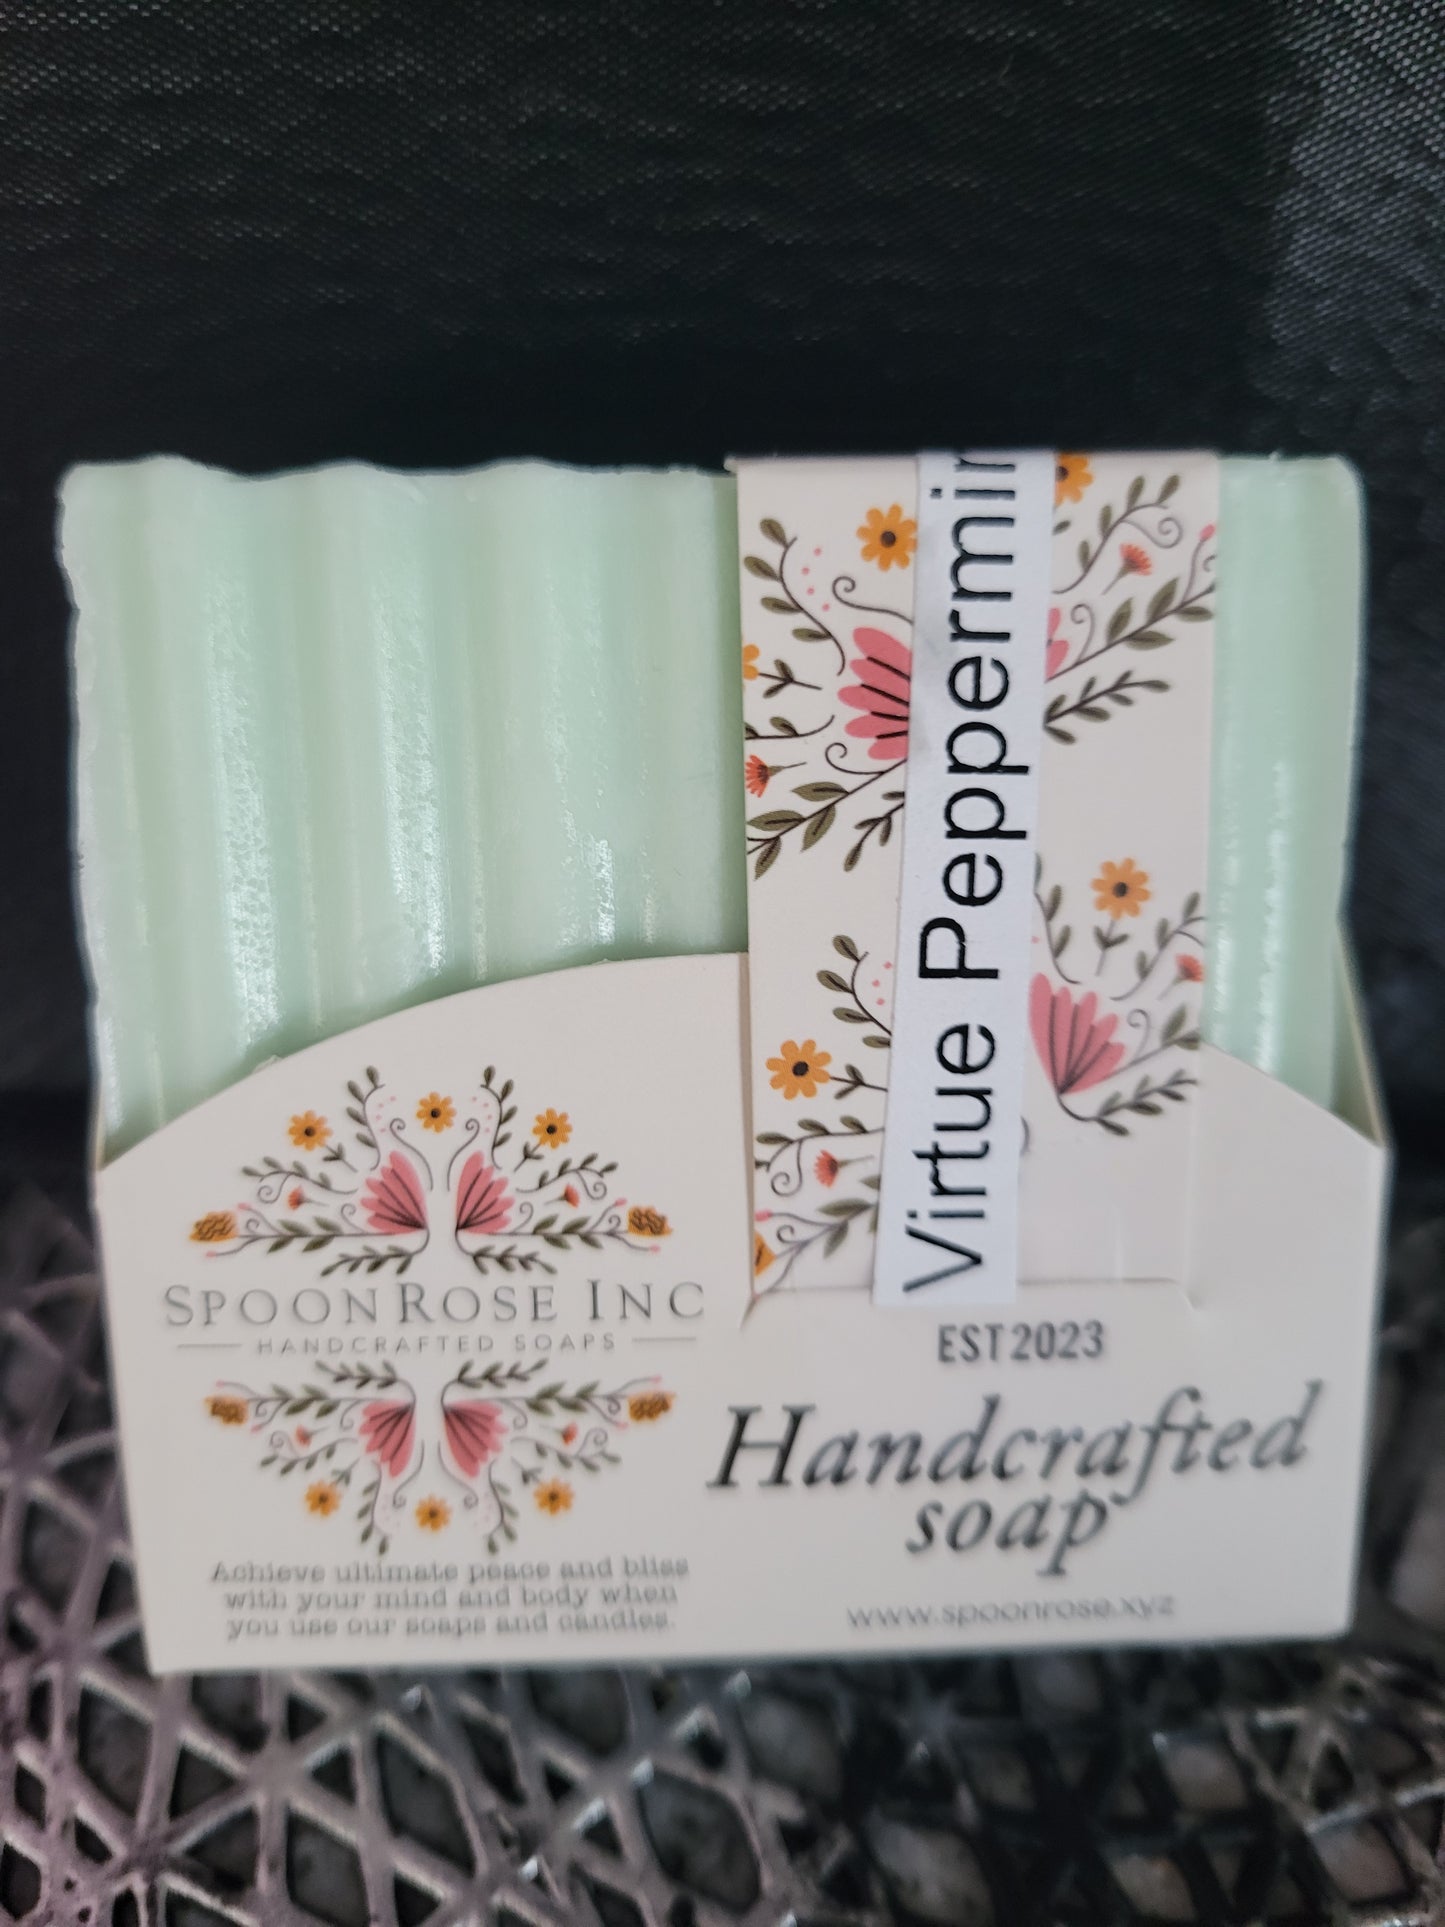 Virtue Peppermin
SPOONROSE INC
HANDCRAFTED SOAPS
Achieve ultimate peace and bliss
with your mind and body when
you use our soaps and candles.
EST 2023
Handcrafted
soap
www.spoonrose.xyz